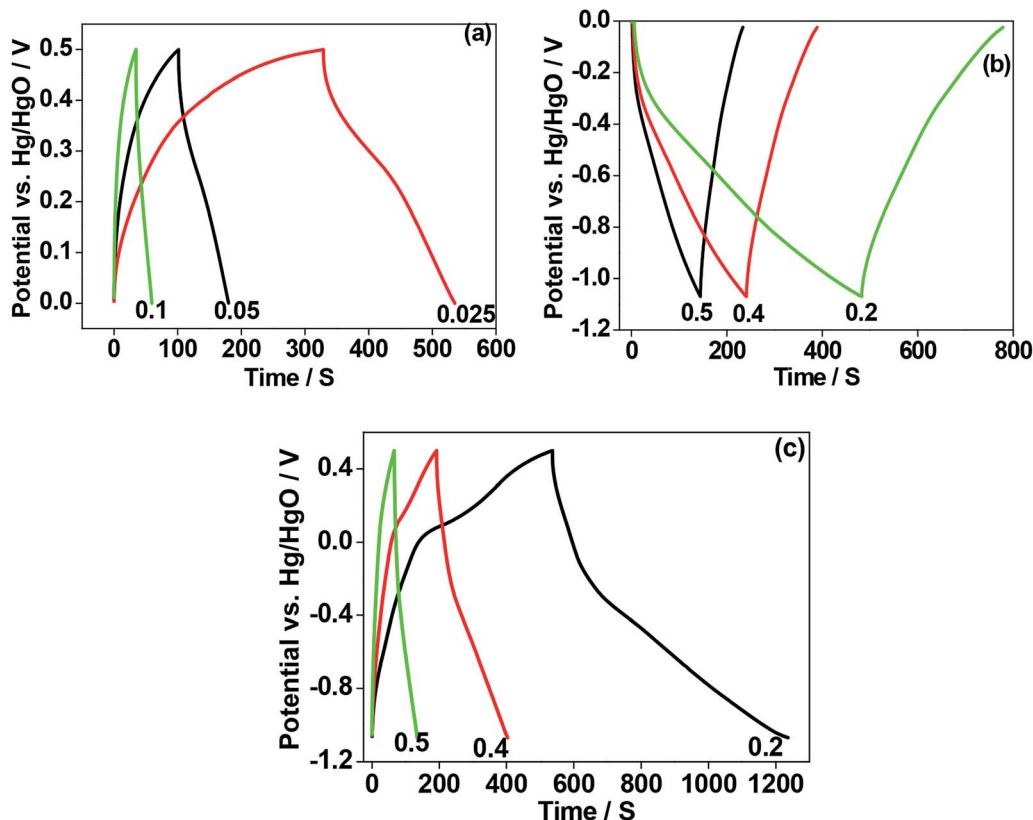 (a)
Potential vs. Hg/HgO / V
0.5
0.4
0.3
0.2
0.1
0.0
0.1
0.05
0.025
0 100 200 300 400 500 600
Time / S
(b)
Potential vs. Hg/HgO / V
0.0
-0.2
-0.4
-0.6
-0.8
-1.0
-1.2
0.5
0.4
0.2
0 200 400 600 800
Time / S
(c)
Potential vs. Hg/HgO / V
0.4
0.0
-0.4
-0.8
-1.2
0.5
0.4
0.2
0 200 400 600 800 1000 1200
Time / S